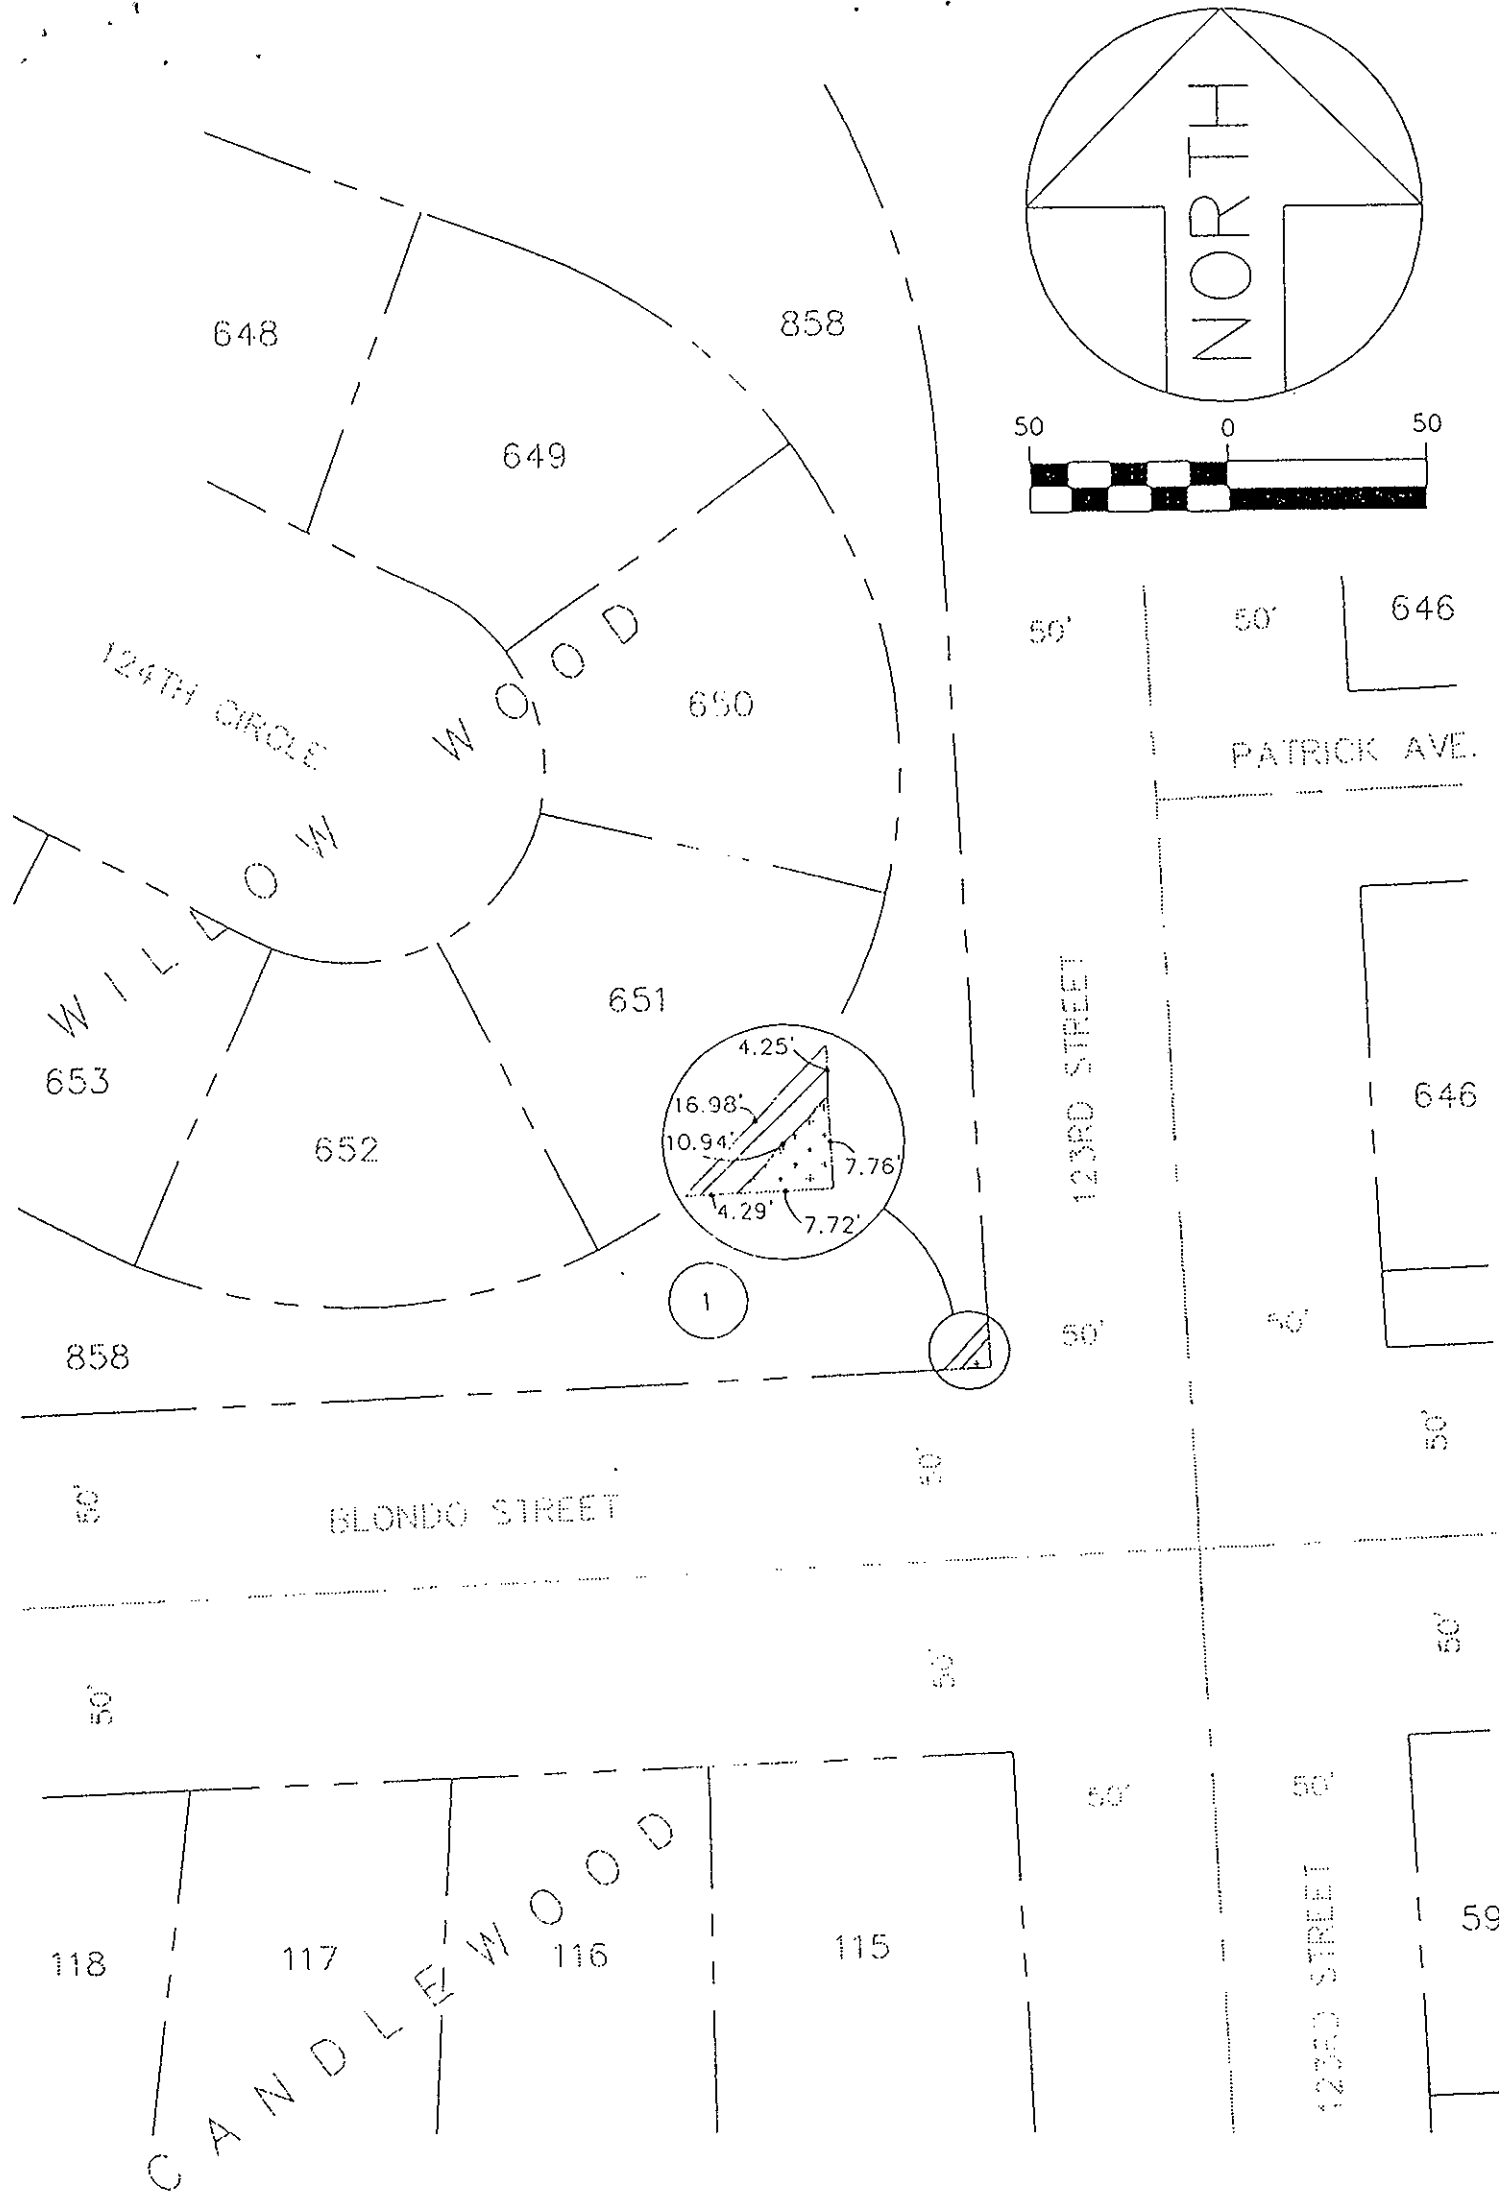 NORTH
648
858
50 0 50
649
50' 50' 646
WILLOW WOOD
124TH CIRCLE
650
PATRICK AVE.
651
4.25'
16.98'
10.94'
7.76'
4.29'
7.72'
123RD STREET
653
646
652
1
858
50' 50'
50' 50' 50'
BLONDO STREET
50' 50' 50'
50' 50'
CANDLEWOOD
118 117 116 115
59
123RD STREET